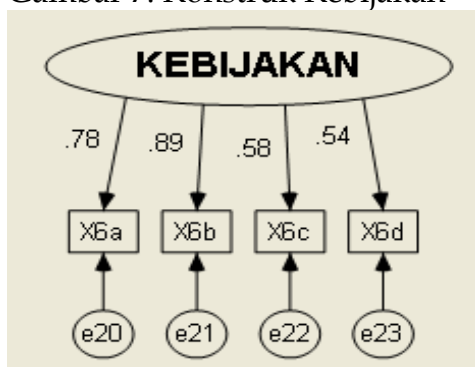 Gambar 7. Konstruk Kebijakan
KEBIJAKAN
.78 .89 .58 .54
X6a X6b X6c X6d
e20 e21 e22 e23